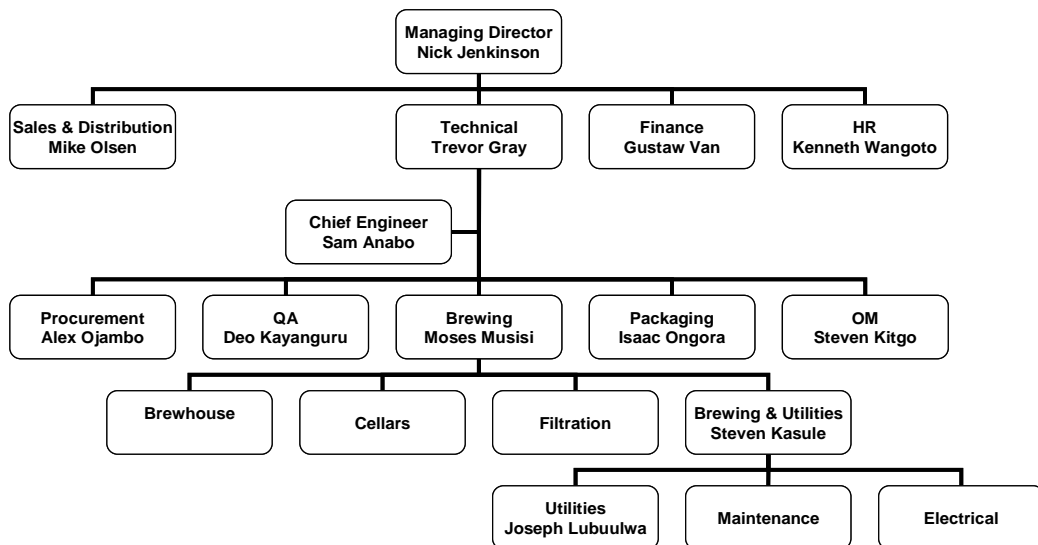 Managing Director
Nick Jenkinson
Sales & Distribution
Mike Olsen
Technical
Trevor Gray
Finance
Gustaw Van
HR
Kenneth Wangoto
Chief Engineer
Sam Anabo
Procurement
Alex Ojambo
QA
Deo Kayanguru
Brewing
Moses Musisi
Packaging
Isaac Ongora
OM
Steven Kitgo
Brewhouse
Cellars
Filtration
Brewing & Utilities
Steven Kasule
Utilities
Joseph Lubuulwa
Maintenance
Electrical